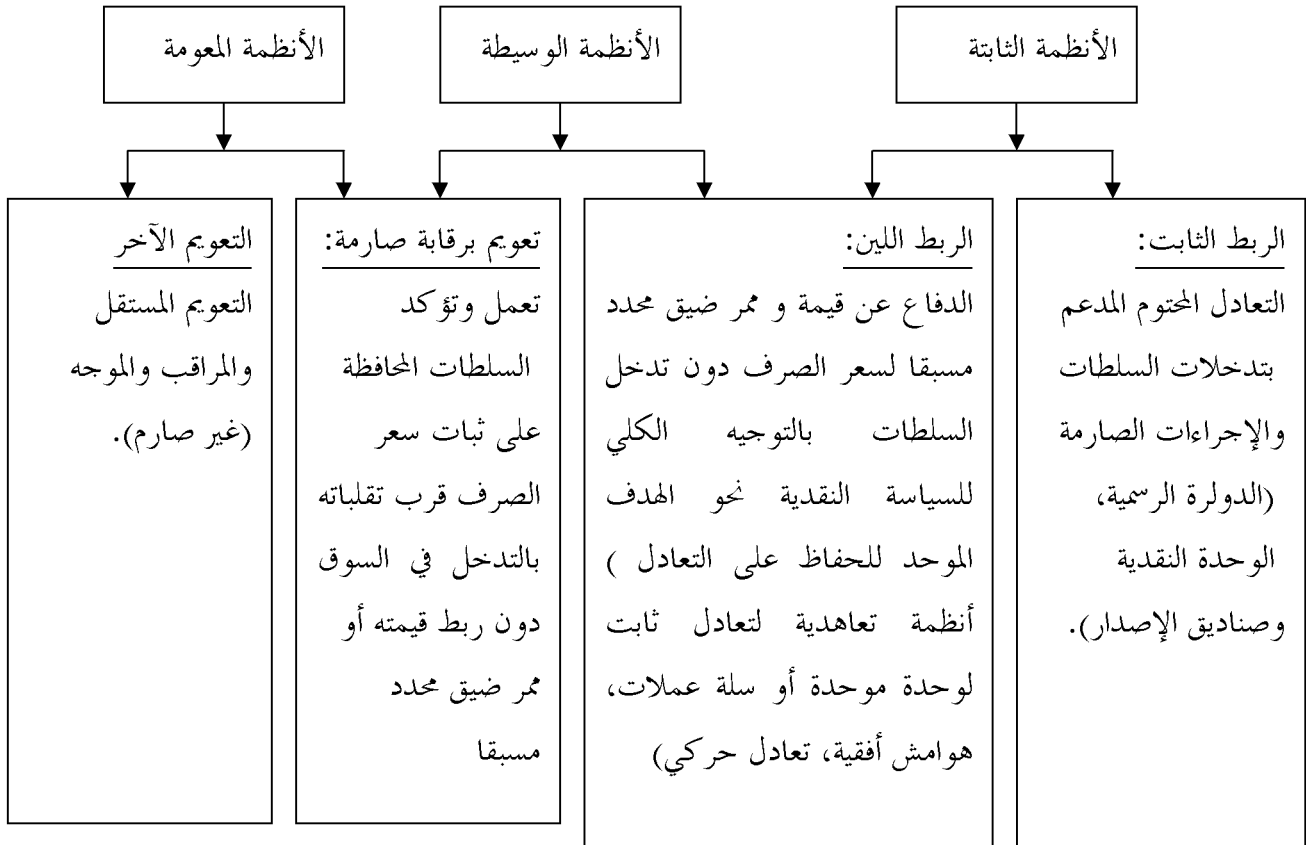 الأنظمة الثابتة
الأنظمة الوسيطة
الأنظمة المعومة
الربط الثابت:
التعادل المحتوم المدعم
بتدخلات السلطات
والإجراءات الصارمة
(الدولرة الرسمية،
الوحدة النقدية
وصناديق الإصدار).
الربط اللين:
الدفاع عن قيمة و ممر ضيق محدد
مسبقا لسعر الصرف دون تدخل
السلطات بالتوجيه الكلي
للسياسة النقدية نحو الهدف
الموحد للحفاظ على التعادل (
أنظمة تعاهدية لتعادل ثابت
لوحدة موحدة أو سلة عملات،
هوامش أفقية، تعادل حركي)
تعويم برقابة صارمة:
تعمل وتؤكد
السلطات المحافظة
على ثبات سعر
الصرف قرب تقلباته
بالتدخل في السوق
دون ربط قيمته أو
ممر ضيق محدد
مسبقا
التعويم الآخر
التعويم المستقل
والمراقب والموجه
(غير صارم).